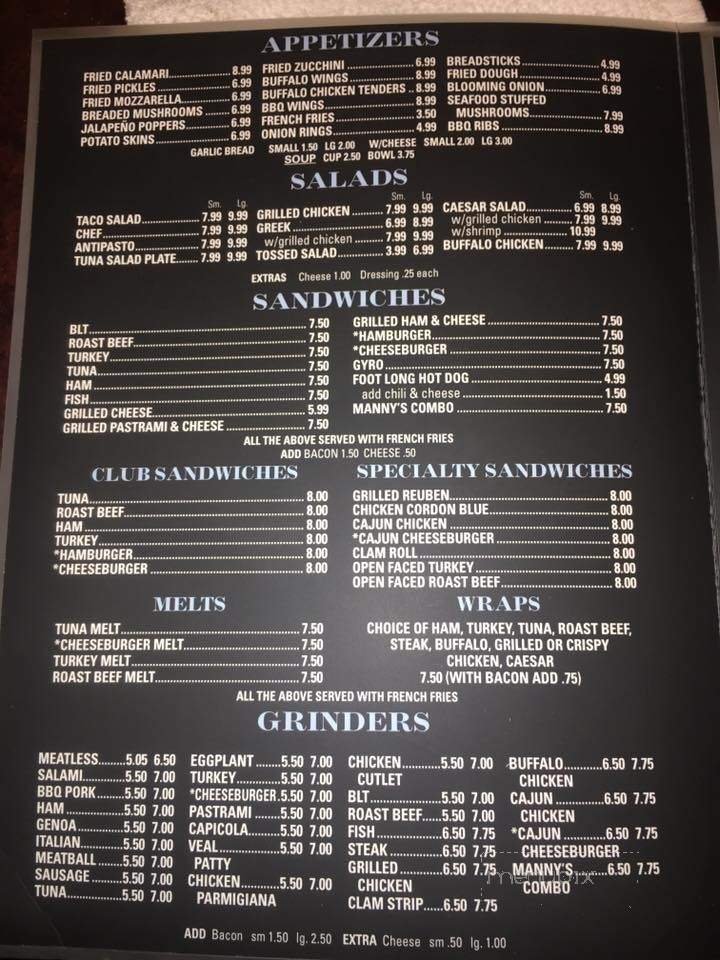 APPETIZERS
FRIED CALAMARI 8.99
FRIED PICKLES 6.99
FRIED MOZZARELLA 6.99
BREADED MUSHROOMS 6.99
JALAPEÑO POPPERS 6.99
POTATO SKINS 6.99
FRIED ZUCCHINI 6.99
BUFFALO WINGS 8.99
BUFFALO CHICKEN TENDERS 8.99
BBQ WINGS 8.99
FRENCH FRIES 3.50
ONION RINGS 4.99
BREADSTICKS 4.99
FRIED DOUGH 4.99
BLOOMING ONION 6.99
SEAFOOD STUFFED
MUSHROOMS 7.99
BBQ RIBS 8.99
GARLIC BREAD SMALL 1.50 LG 2.00 W/CHEESE SMALL 2.00 LG 3.00
SOUP CUP 2.50 BOWL 3.75
SALADS
Sm. Lg.
TACO SALAD 7.99 9.99
CHEF 7.99 9.99
ANTIPASTO 7.99 9.99
TUNA SALAD PLATE 7.99 9.99
Sm. Lg.
GRILLED CHICKEN 7.99 9.99
GREEK 6.99 8.99
w/grilled chicken 7.99 9.99
TOSSED SALAD 3.99 6.99
Sm. Lg.
CAESAR SALAD 6.99 8.99
w/grilled chicken 7.99 9.99
w/shrimp 10.99
BUFFALO CHICKEN 7.99 9.99
EXTRAS Cheese 1.00 Dressing .25 each
SANDWICHES
BLT 7.50
ROAST BEEF 7.50
TURKEY 7.50
TUNA 7.50
HAM 7.50
FISH 7.50
GRILLED CHEESE 5.99
GRILLED PASTRAMI & CHEESE 7.50
GRILLED HAM & CHEESE 7.50
*HAMBURGER 7.50
*CHEESEBURGER 7.50
GYRO 7.50
FOOT LONG HOT DOG 4.99
add chili & cheese 1.50
MANNY'S COMBO 7.50
ALL THE ABOVE SERVED WITH FRENCH FRIES
ADD BACON 1.50 CHEESE .50
CLUB SANDWICHES
TUNA 8.00
ROAST BEEF 8.00
HAM 8.00
TURKEY 8.00
*HAMBURGER 8.00
*CHEESEBURGER 8.00
SPECIALTY SANDWICHES
GRILLED REUBEN 8.00
CHICKEN CORDON BLUE 8.00
CAJUN CHICKEN 8.00
*CAJUN CHEESEBURGER 8.00
CLAM ROLL 8.00
OPEN FACED TURKEY 8.00
OPEN FACED ROAST BEEF 8.00
MELTS
TUNA MELT 7.50
*CHEESEBURGER MELT 7.50
TURKEY MELT 7.50
ROAST BEEF MELT 7.50
WRAPS
CHOICE OF HAM, TURKEY, TUNA, ROAST BEEF,
STEAK, BUFFALO, GRILLED OR CRISPY
CHICKEN, CAESAR
7.50 (WITH BACON ADD .75)
ALL THE ABOVE SERVED WITH FRENCH FRIES
GRINDERS
MEATLESS 5.05 6.50
SALAMI 5.50 7.00
BBQ PORK 5.50 7.00
HAM 5.50 7.00
GENOA 5.50 7.00
ITALIAN 5.50 7.00
MEATBALL 5.50 7.00
SAUSAGE 5.50 7.00
TUNA 5.50 7.00
EGGPLANT 5.50 7.00
TURKEY 5.50 7.00
*CHEESEBURGER 5.50 7.00
PASTRAMI 5.50 7.00
CAPICOLA 5.50 7.00
VEAL 5.50 7.00
PATTY
CHICKEN 5.50 7.00
PARMIGIANA
CHICKEN 5.50 7.00
CUTLET
BLT 5.50 7.00
ROAST BEEF 5.50 7.00
FISH 6.50 7.75
STEAK 6.50 7.75
GRILLED 6.50 7.75
CHICKEN
CLAM STRIP 6.50 7.75
BUFFALO 6.50 7.75
CHICKEN
CAJUN 6.50 7.75
CHICKEN
*CAJUN 6.50 7.75
CHEESEBURGER
MANNY'S 6.50 7.75
COMBO
menupix
ADD Bacon sm 1.50 lg. 2.50 EXTRA Cheese sm .50 lg. 1.00